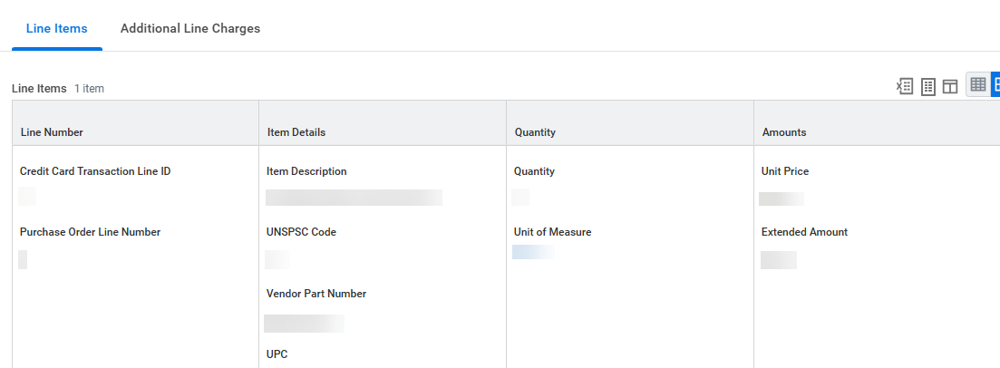 Line Items Additional Line Charges
Line Items 1 item
Line Number Item Details Quantity Amounts
Credit Card Transaction Line ID Item Description Quantity Unit Price
Purchase Order Line Number UNSPSC Code Unit of Measure Extended Amount
Vendor Part Number
UPC